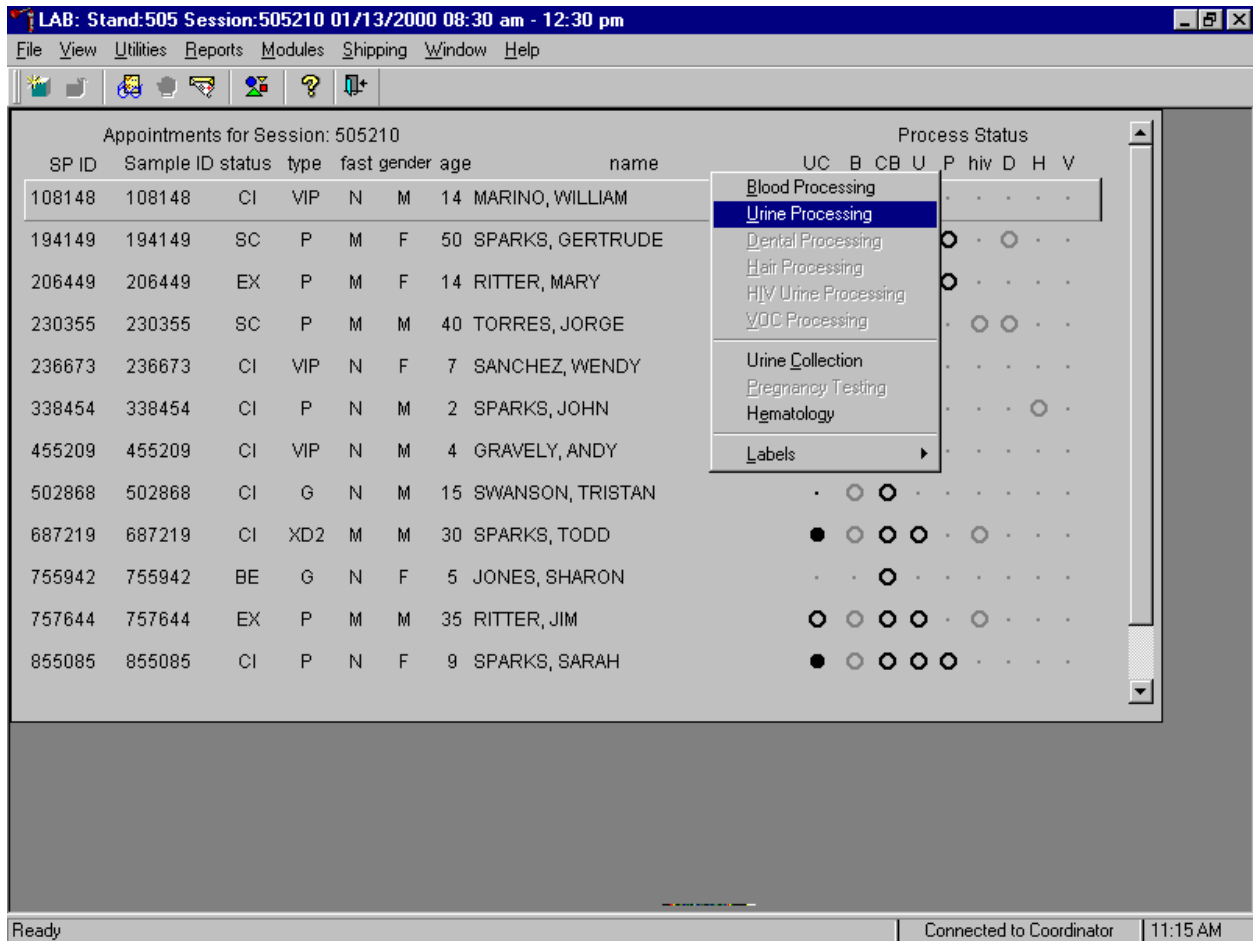 LAB: Stand:505 Session:505210 01/13/2000 08:30 am - 12:30 pm
File View Utilities Reports Modules Shipping Window Help
Appointments for Session: 505210 Process Status
SP ID Sample ID status type fast gender age name UC B CB U P hiv D H V
108148 108148 CI VIP N M 14 MARINO, WILLIAM
194149 194149 SC P M F 50 SPARKS, GERTRUDE
206449 206449 EX P M F 14 RITTER, MARY
230355 230355 SC P M M 40 TORRES, JORGE
236673 236673 CI VIP N F 7 SANCHEZ, WENDY
338454 338454 CI P N M 2 SPARKS, JOHN
455209 455209 CI VIP N M 4 GRAVELY, ANDY
502868 502868 CI G N M 15 SWANSON, TRISTAN
687219 687219 CI XD2 M M 30 SPARKS, TODD
755942 755942 BE G N F 5 JONES, SHARON
757644 757644 EX P M M 35 RITTER, JIM
855085 855085 CI P N F 9 SPARKS, SARAH
Blood Processing
Urine Processing
Dental Processing
Hair Processing
HIV Urine Processing
VOC Processing
Urine Collection
Pregnancy Testing
Hematology
Labels
Ready Connected to Coordinator 11:15 AM